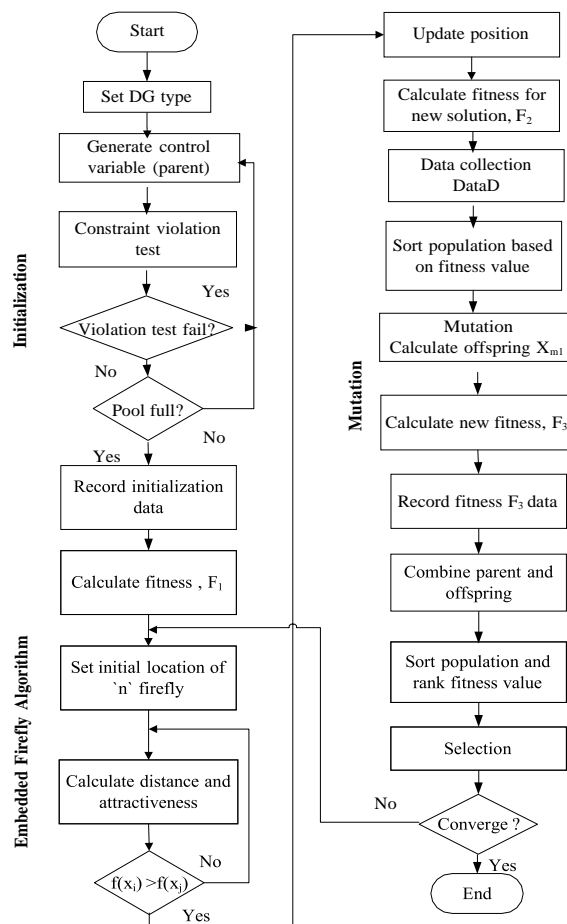 Start
Set DG type
Generate control
variable (parent)
Constraint violation
test
Yes
Violation test fail?
No
Pool full?
No
Yes
Record initialization
data
Calculate fitness , F₁
Set initial location of
`n` firefly
Calculate distance and
attractiveness
No
f(xᵢ) >f(xⱼ)
Yes
Initialization
Embedded Firefly Algorithm
Update position
Calculate fitness for
new solution, F₂
Data collection
DataD
Sort population based
on fitness value
Mutation
Calculate offspring Xₘ₁
Calculate new fitness, F₃
Record fitness F₃ data
Combine parent and
offspring
Sort population and
rank fitness value
Selection
No
Converge ?
Yes
End
Mutation